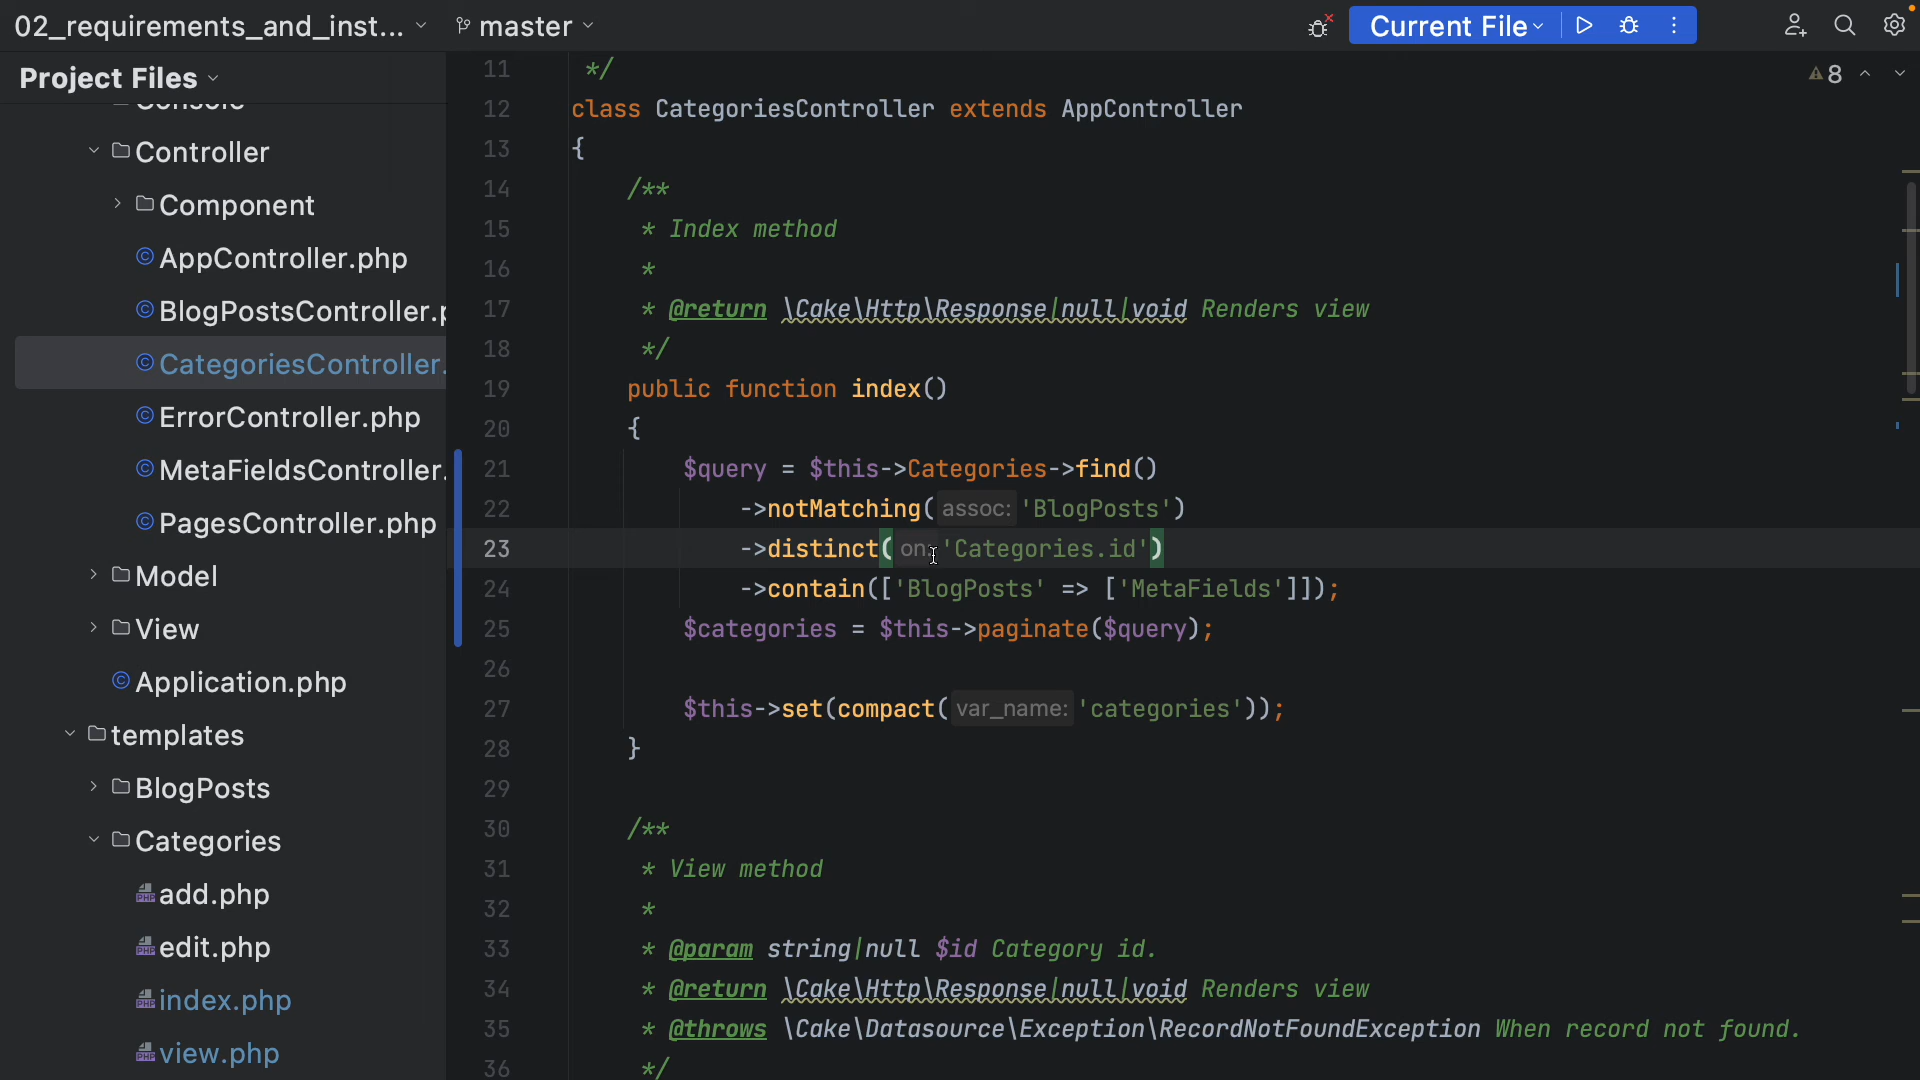 02_requirements_and_inst...
master
Current File
Project Files
8
Console
Controller
Component
AppController.php
BlogPostsController.p
CategoriesController.
ErrorController.php
MetaFieldsController.
PagesController.php
Model
View
Application.php
templates
BlogPosts
Categories
add.php
edit.php
index.php
view.php
11 */
12 class CategoriesController extends AppController
13 {
14 /**
15 * Index method
16 *
17 * @return \Cake\Http\Response|null|void Renders view
18 */
19 public function index()
20 {
21 $query = $this->Categories->find()
22 ->notMatching( assoc: 'BlogPosts')
23 ->distinct( on: 'Categories.id')
24 ->contain(['BlogPosts' => ['MetaFields']]);
25 $categories = $this->paginate($query);
26
27 $this->set(compact( var_name: 'categories'));
28 }
29
30 /**
31 * View method
32 *
33 * @param string|null $id Category id.
34 * @return \Cake\Http\Response|null|void Renders view
35 * @throws \Cake\Datasource\Exception\RecordNotFoundException When record not found.
36 */